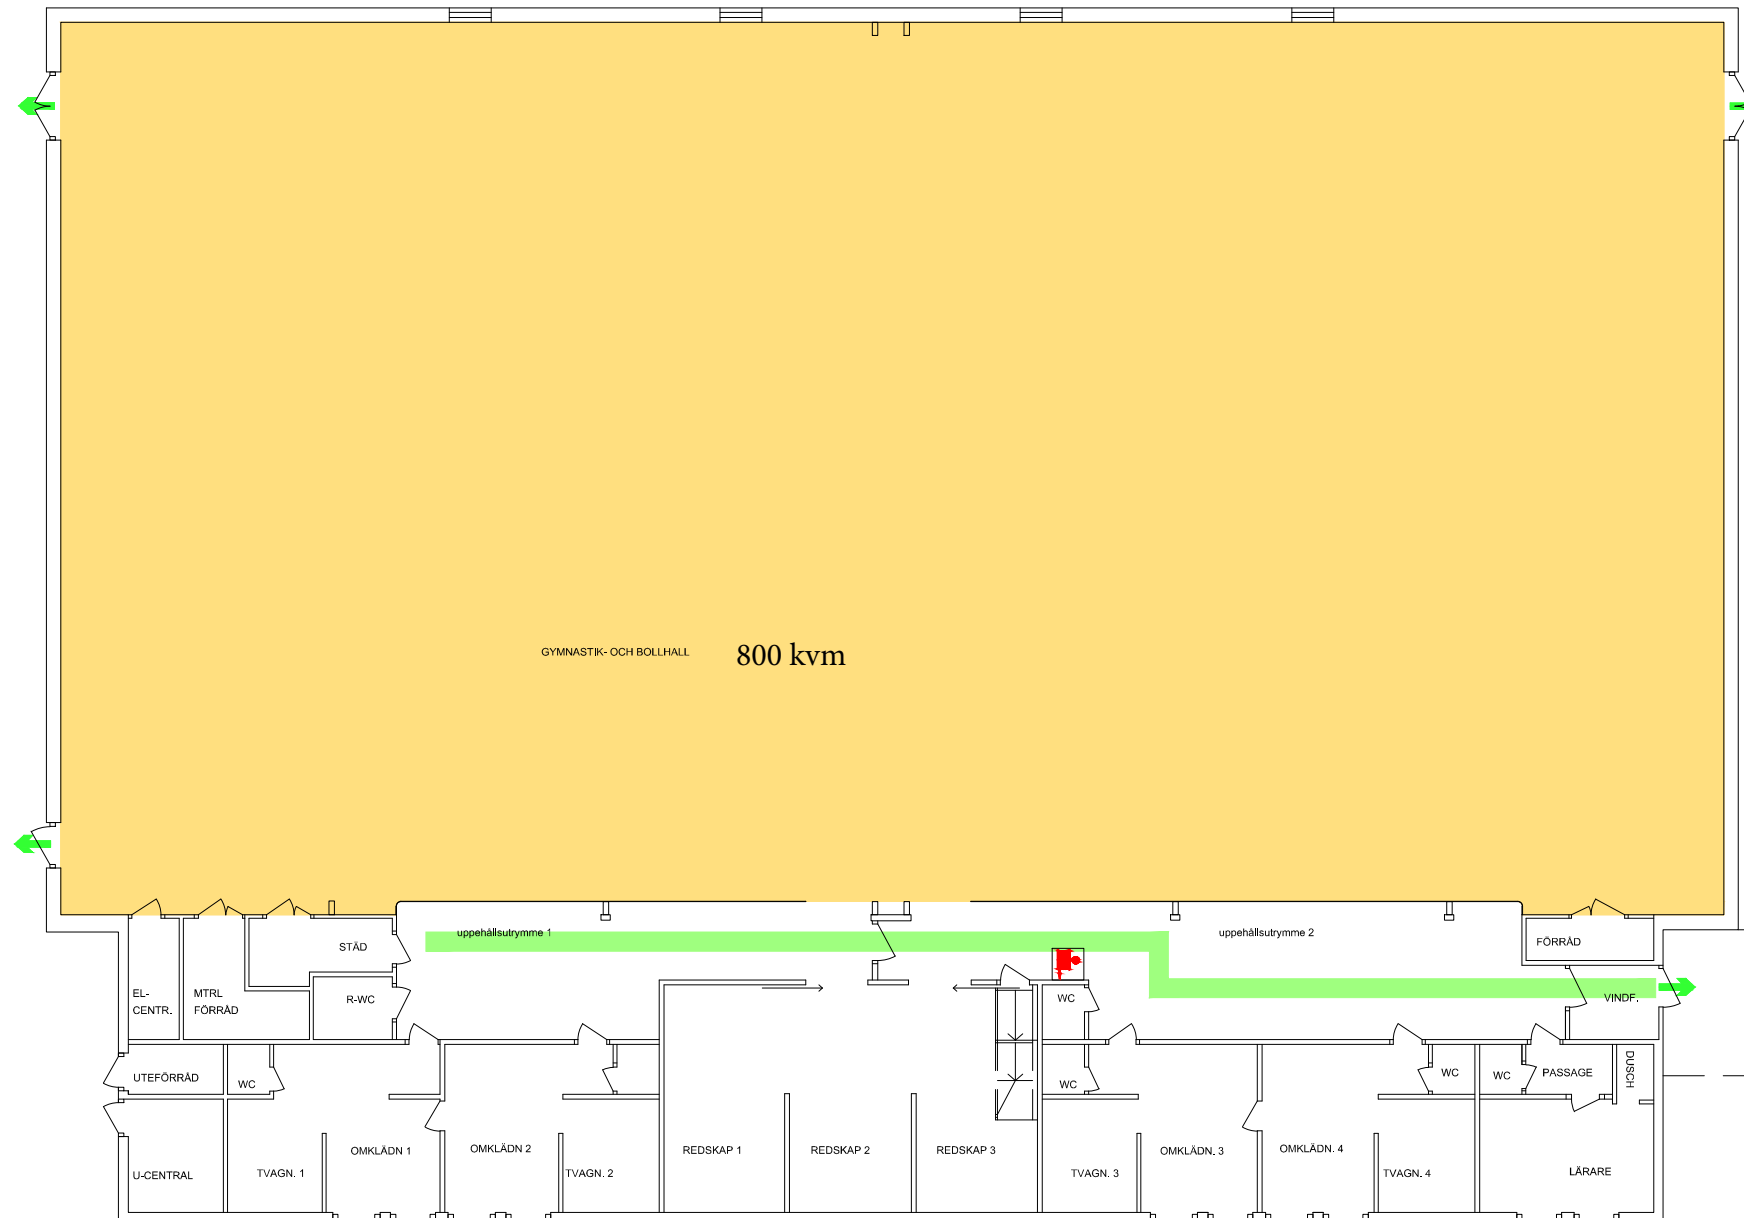 GYMNASTIK- OCH BOLLHALL
800 kvm
uppehållsutrymme 1
uppehållsutrymme 2
STÄD
FÖRRÅD
EL-
CENTR.
MTRL
FÖRRÅD
R-WC
WC
VINDF.
UTEFÖRRÅD
WC
WC
WC
WC
PASSAGE
DUSCH
U-CENTRAL
TVAGN. 1
OMKLÄDN 1
OMKLÄDN 2
TVAGN. 2
REDSKAP 1
REDSKAP 2
REDSKAP 3
TVAGN. 3
OMKLÄDN. 3
OMKLÄDN. 4
TVAGN. 4
LÄRARE